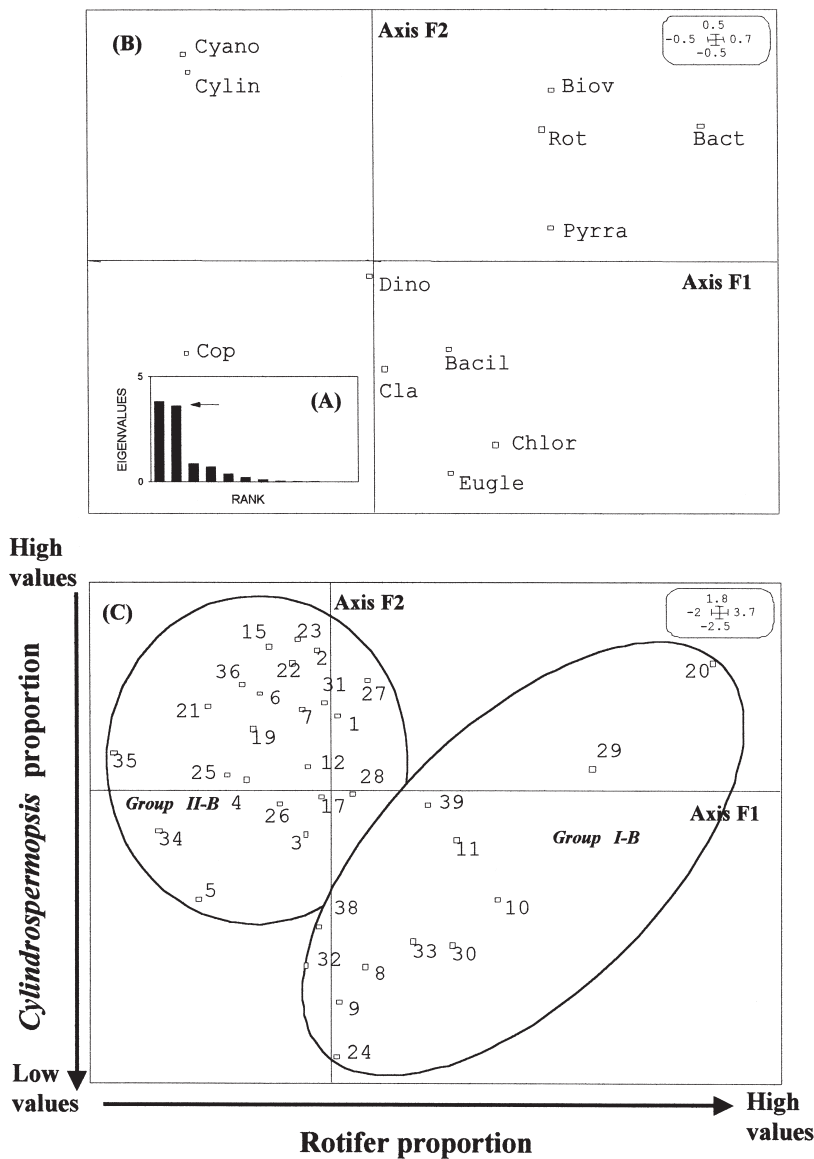 (B)
Axis F2
0.5
-0.5 0.7
-0.5
Cyano
Cylin
Biov
Rot
Bact
Pyrra
Dino
Axis F1
Cop
Bacil
Cla
Chlor
Eugle
5
(A)
EIGENVALUES
0
RANK
High
values
(C)
Axis F2
1.8
-2 3.7
-2.5
15 23
22 2
36 6 31 27
21 7 1
19
35
25 12 28
20
29
Group II-B 4 26 17
39
Axis F1
34 3
11
Group I-B
5
38
10
32
33 30
8
9
24
Cylindrospermopsis proportion
Low
values
High
values
Rotifer proportion